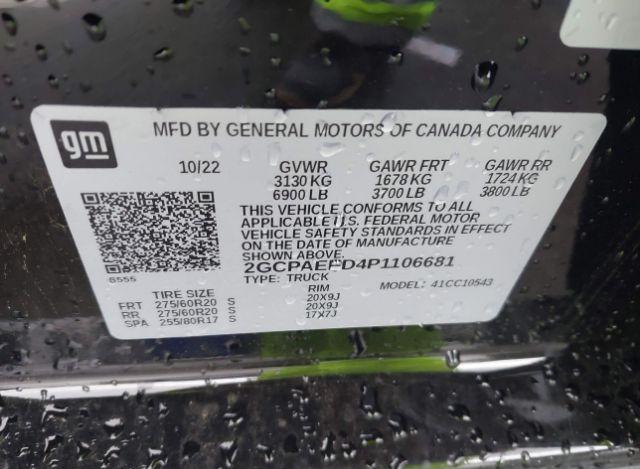 gm
MFD BY GENERAL MOTORS OF CANADA COMPANY
10/22 GVWR GAWR FRT GAWR RR
3130 KG 1678 KG 1724 KG
6900 LB 3700 LB 3800 LB
THIS VEHICLE CONFORMS TO ALL
APPLICABLE U.S. FEDERAL MOTOR
VEHICLE SAFETY STANDARDS IN EFFECT
ON THE DATE OF MANUFACTURE
SHOWN ABOVE.
2GCPAEFD4P1106681
TYPE: TRUCK MODEL: 41CC10543
TIRE SIZE RIM
FRT 275/60R20 S 20X9J
RR 275/60R20 S 20X9J
SPA 255/80R17 S 17X7J